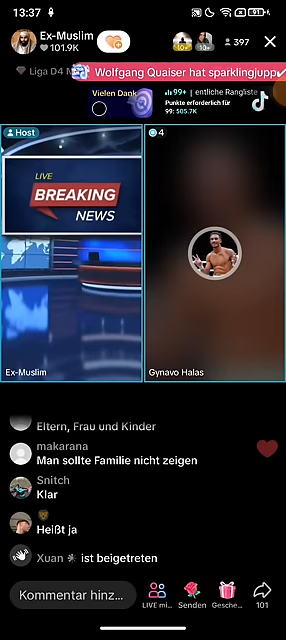 13:37
91
Ex-Muslim
101.9K
10+
10+
397
Liga D4
Wolfgang Quaiser hat sparklingjupp
Vielen Dank
99+ | entliche Rangliste
Punkte erforderlich für
99: 505.7K
Host
4
LIVE
BREAKING
NEWS
Ex-Muslim
Gynavo Halas
Eltern, Frau und Kinder
makarana
Man sollte Familie nicht zeigen
Snitch
Klar
Heißt ja
Xuan ist beigetreten
Kommentar hinz...
LIVE mi...
Senden
Gesche...
101